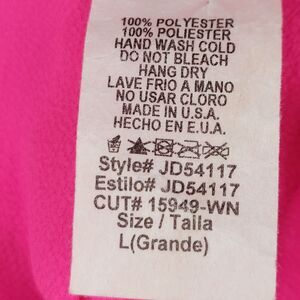 100% POLYESTER
100% POLIESTER
HAND WASH COLD
DO NOT BLEACH
HANG DRY
LAVE FRIO A MANO
NO USAR CLORO
MADE IN U.S.A.
HECHO EN E.U.A.
Style# JD54117
Estilo# JD54117
CUT# 15949-WN
Size / Talla
L(Grande)